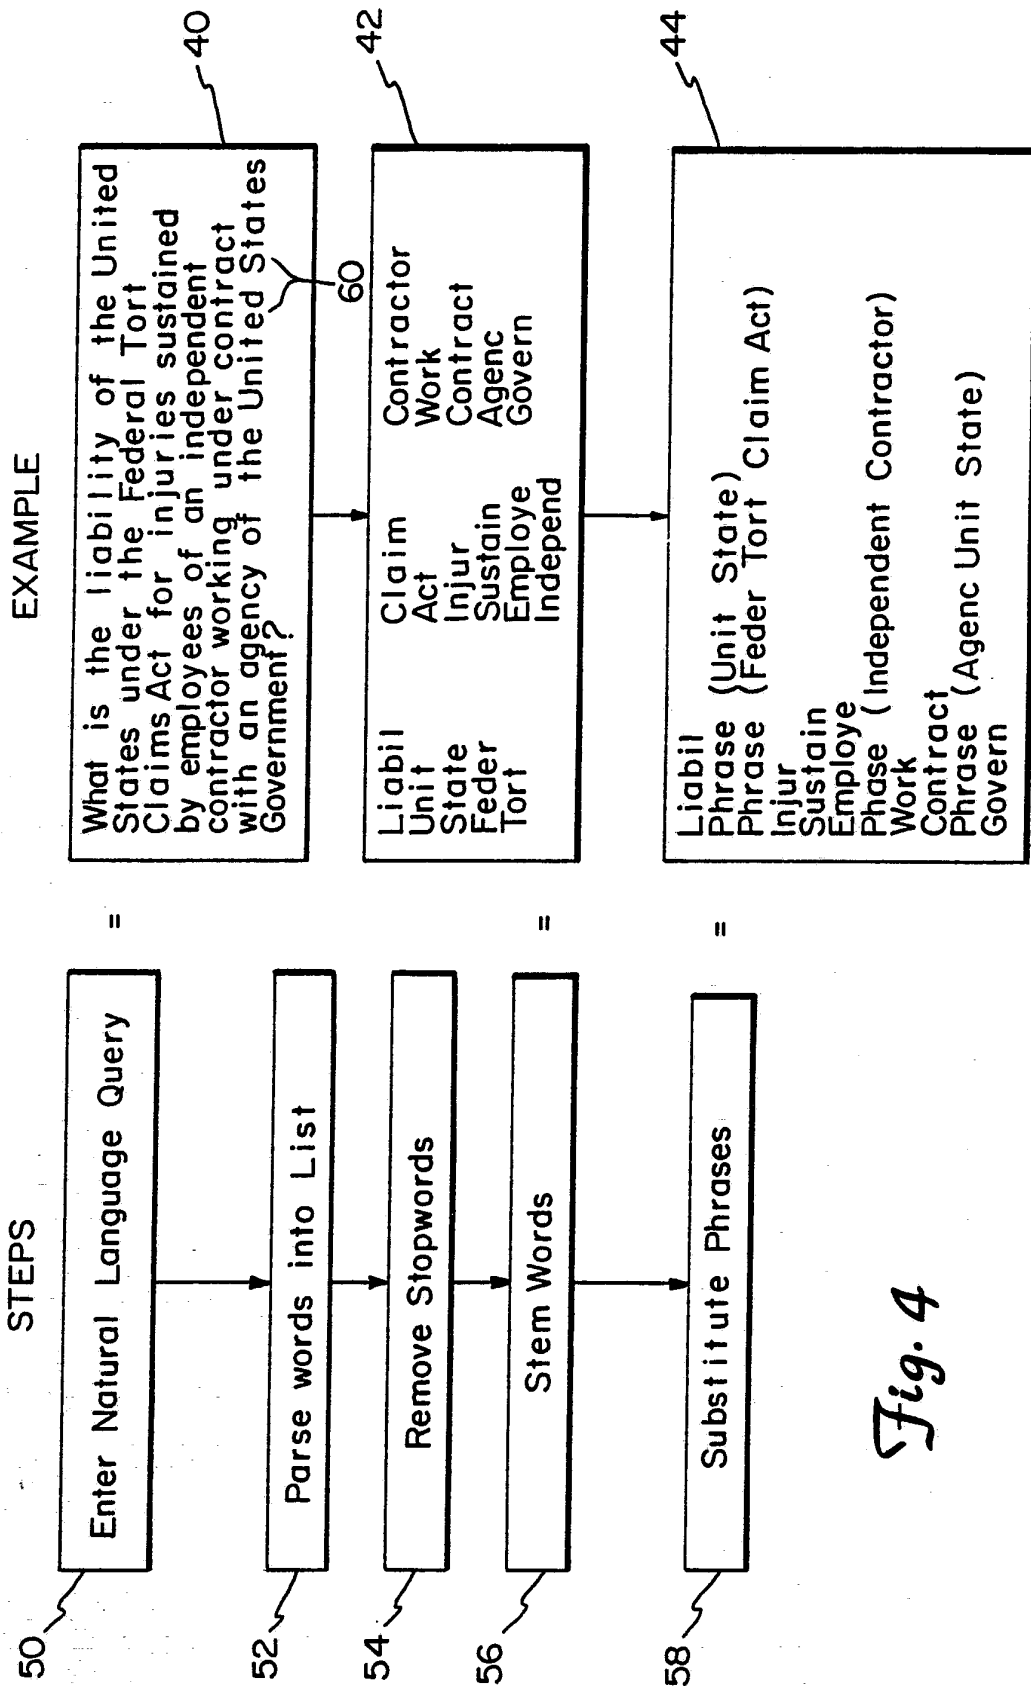 STEPS
50
Enter Natural Language Query
52
Parse words into List
54
Remove Stopwords
56
Stem Words
58
Substitute Phrases
=
=
=
EXAMPLE
What is the liability of the United
States under the Federal Tort
Claims Act for injuries sustained
by employees of an independent
contractor working under contract
with an agency of the United States
Government?
40
60
Liabil
Unit
State
Feder
Tort
Claim
Act
Injur
Sustain
Employe
Independ
Contractor
Work
Contract
Agenc
Govern
42
Liabil
Phrase (Unit State)
Phrase (Feder Tort Claim Act)
Injur
Sustain
Employe
Phase (Independent Contractor)
Work
Contract
Phrase (Agenc Unit State)
Govern
44
Fig. 4